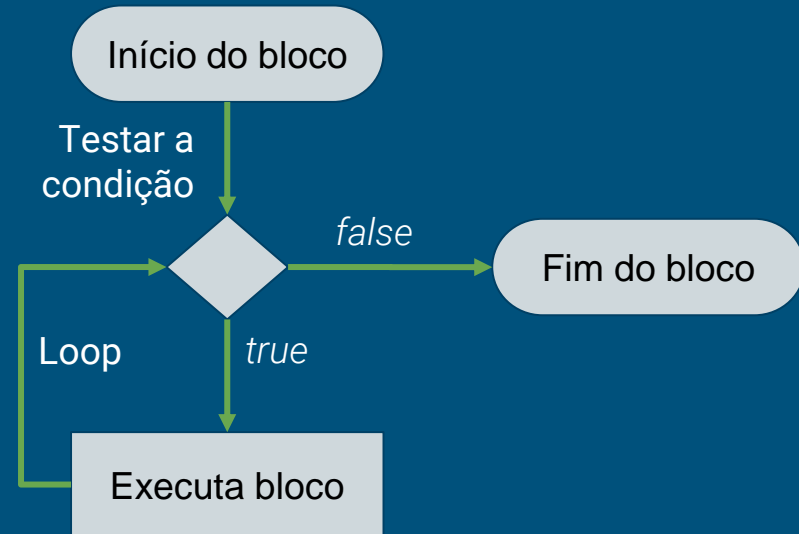 Início do bloco
Testar a
condição
false
Fim do bloco
Loop
true
Executa bloco